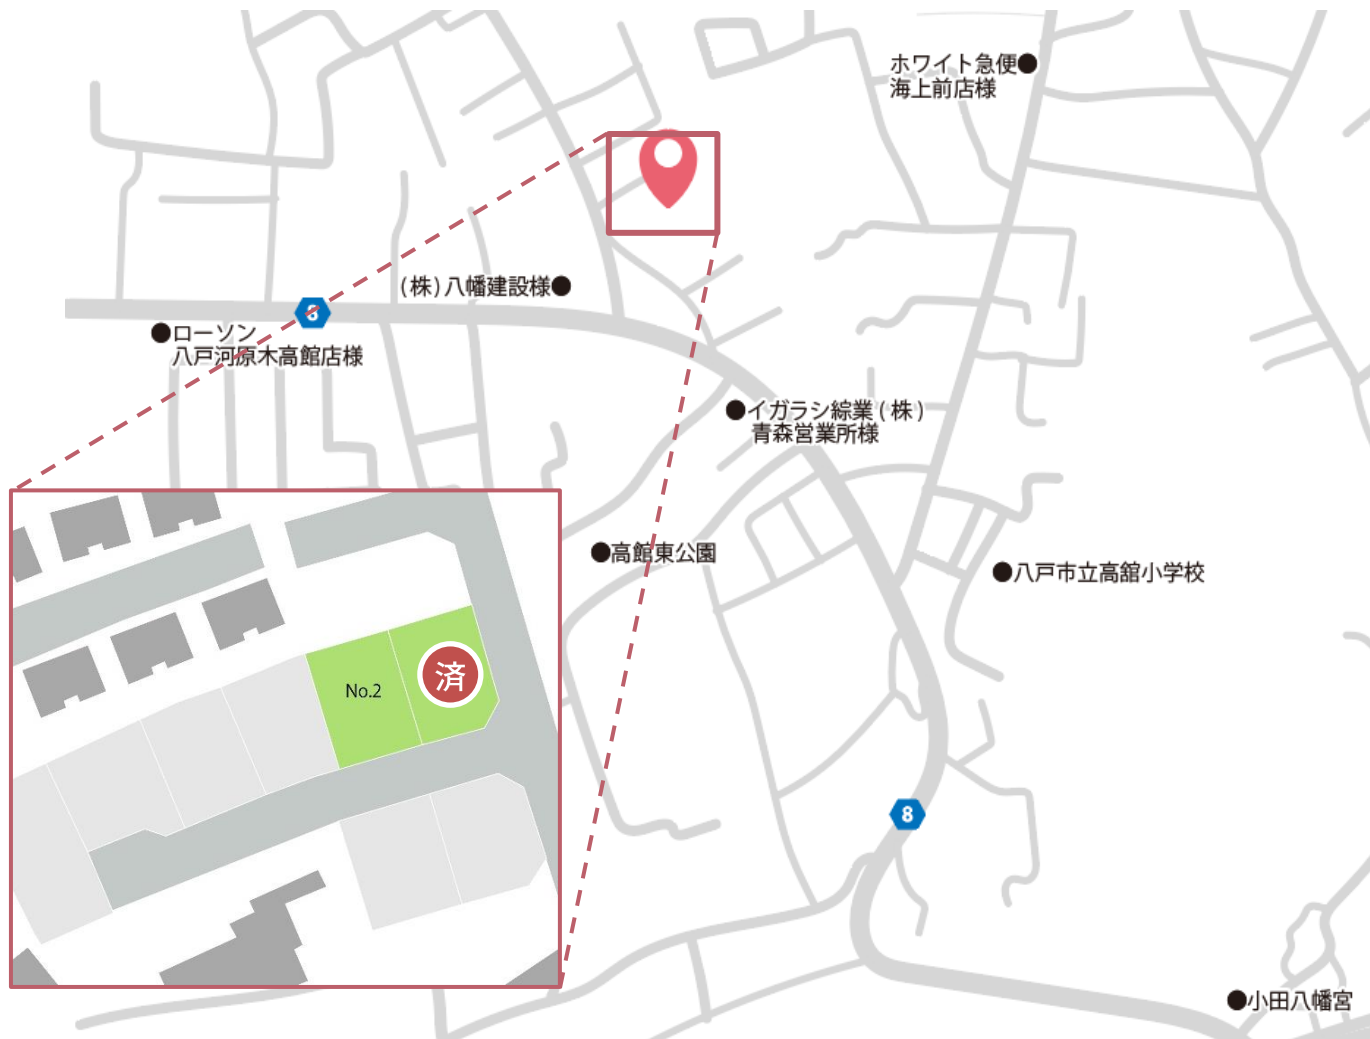 ホワイト急便
海上前店様
(株)八幡建設様
8
ローソン
八戸河原木高館店様
イガラシ綜業(株)
青森営業所様
高館東公園
八戸市立高舘小学校
No.2
済
8
小田八幡宮